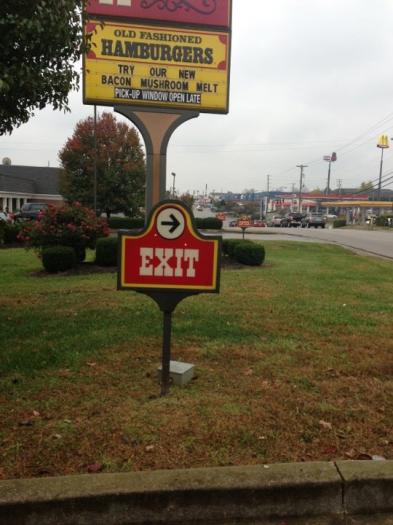 OLD FASHIONED
HAMBURGERS
TRY OUR NEW
BACON MUSHROOM MELT
PICK-UP WINDOW OPEN LATE
EXIT